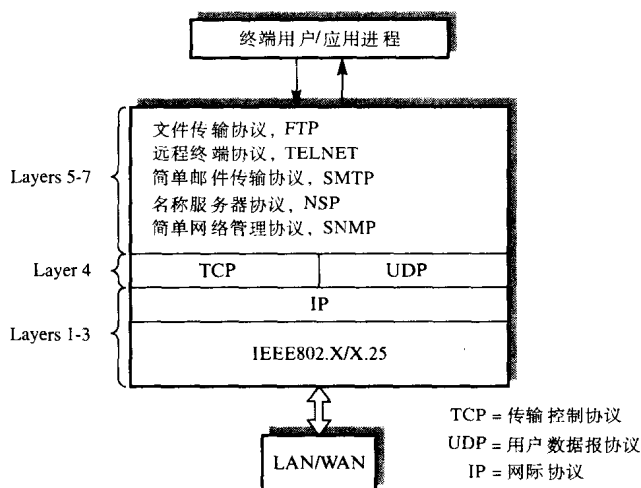 终端用户/应用进程
文件传输协议, FTP
远程终端协议, TELNET
简单邮件传输协议, SMTP
名称服务器协议, NSP
简单网络管理协议, SNMP
Layers 5-7
Layer 4
TCP
UDP
IP
Layers 1-3
IEEE802.X/X.25
LAN/WAN
TCP = 传输控制协议
UDP = 用户数据报协议
IP = 网际协议